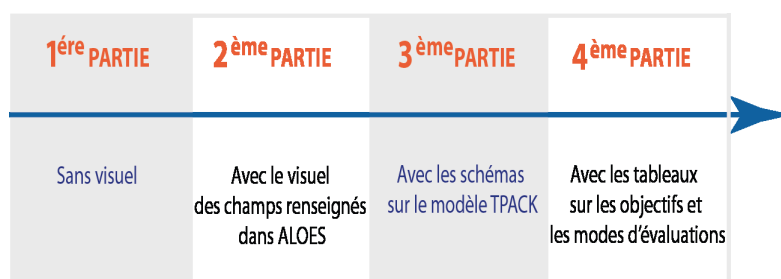 1ére PARTIE
2ème PARTIE
3ème PARTIE
4ème PARTIE
Sans visuel
Avec le visuel
des champs renseignés
dans ALOES
Avec les schémas
sur le modèle TPACK
Avec les tableaux
sur les objectifs et
les modes d'évaluations